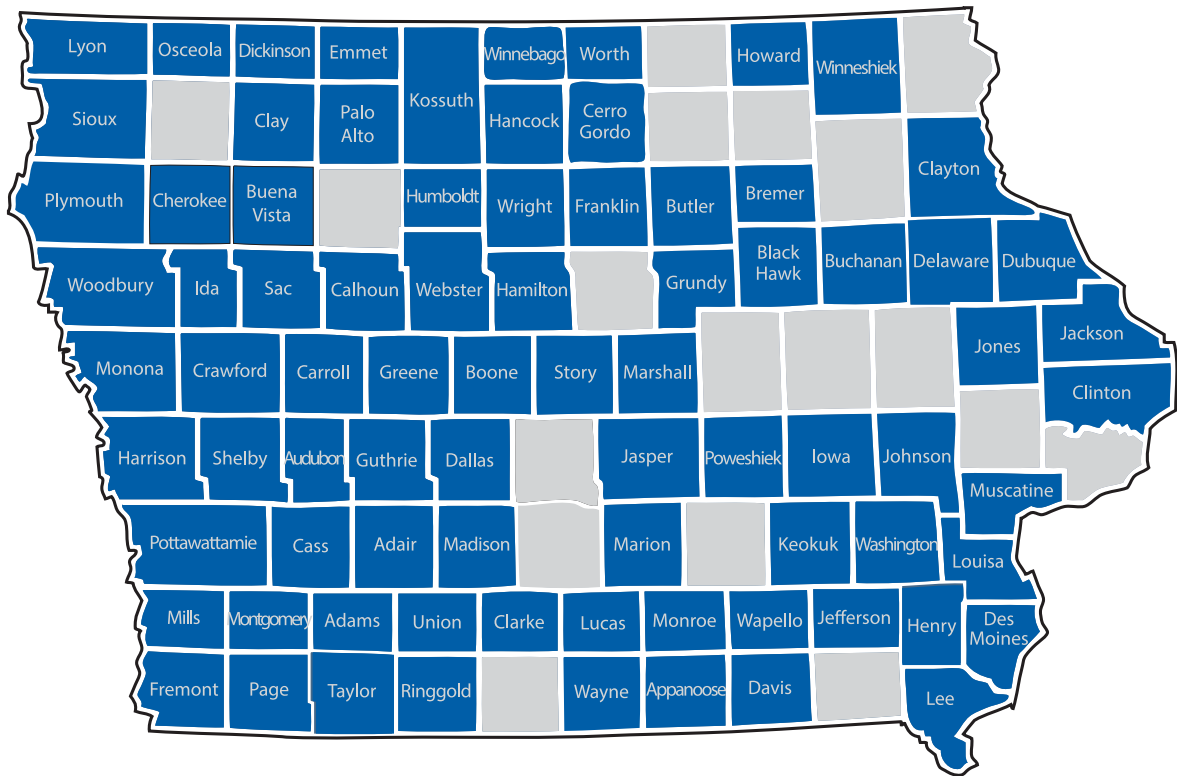 Lyon
Osceola
Dickinson
Emmet
Kossuth
Winnebago
Worth
Howard
Winneshiek
Sioux
Clay
Palo
Alto
Hancock
Cerro
Gordo
Clayton
Plymouth
Cherokee
Buena
Vista
Humboldt
Wright
Franklin
Butler
Bremer
Woodbury
Ida
Sac
Calhoun
Webster
Hamilton
Grundy
Black
Hawk
Buchanan
Delaware
Dubuque
Monona
Crawford
Carroll
Greene
Boone
Story
Marshall
Jones
Jackson
Clinton
Harrison
Shelby
Audubon
Guthrie
Dallas
Jasper
Poweshiek
Iowa
Johnson
Muscatine
Pottawattamie
Cass
Adair
Madison
Marion
Keokuk
Washington
Louisa
Mills
Montgomery
Adams
Union
Clarke
Lucas
Monroe
Wapello
Jefferson
Henry
Des
Moines
Fremont
Page
Taylor
Ringgold
Wayne
Appanoose
Davis
Lee